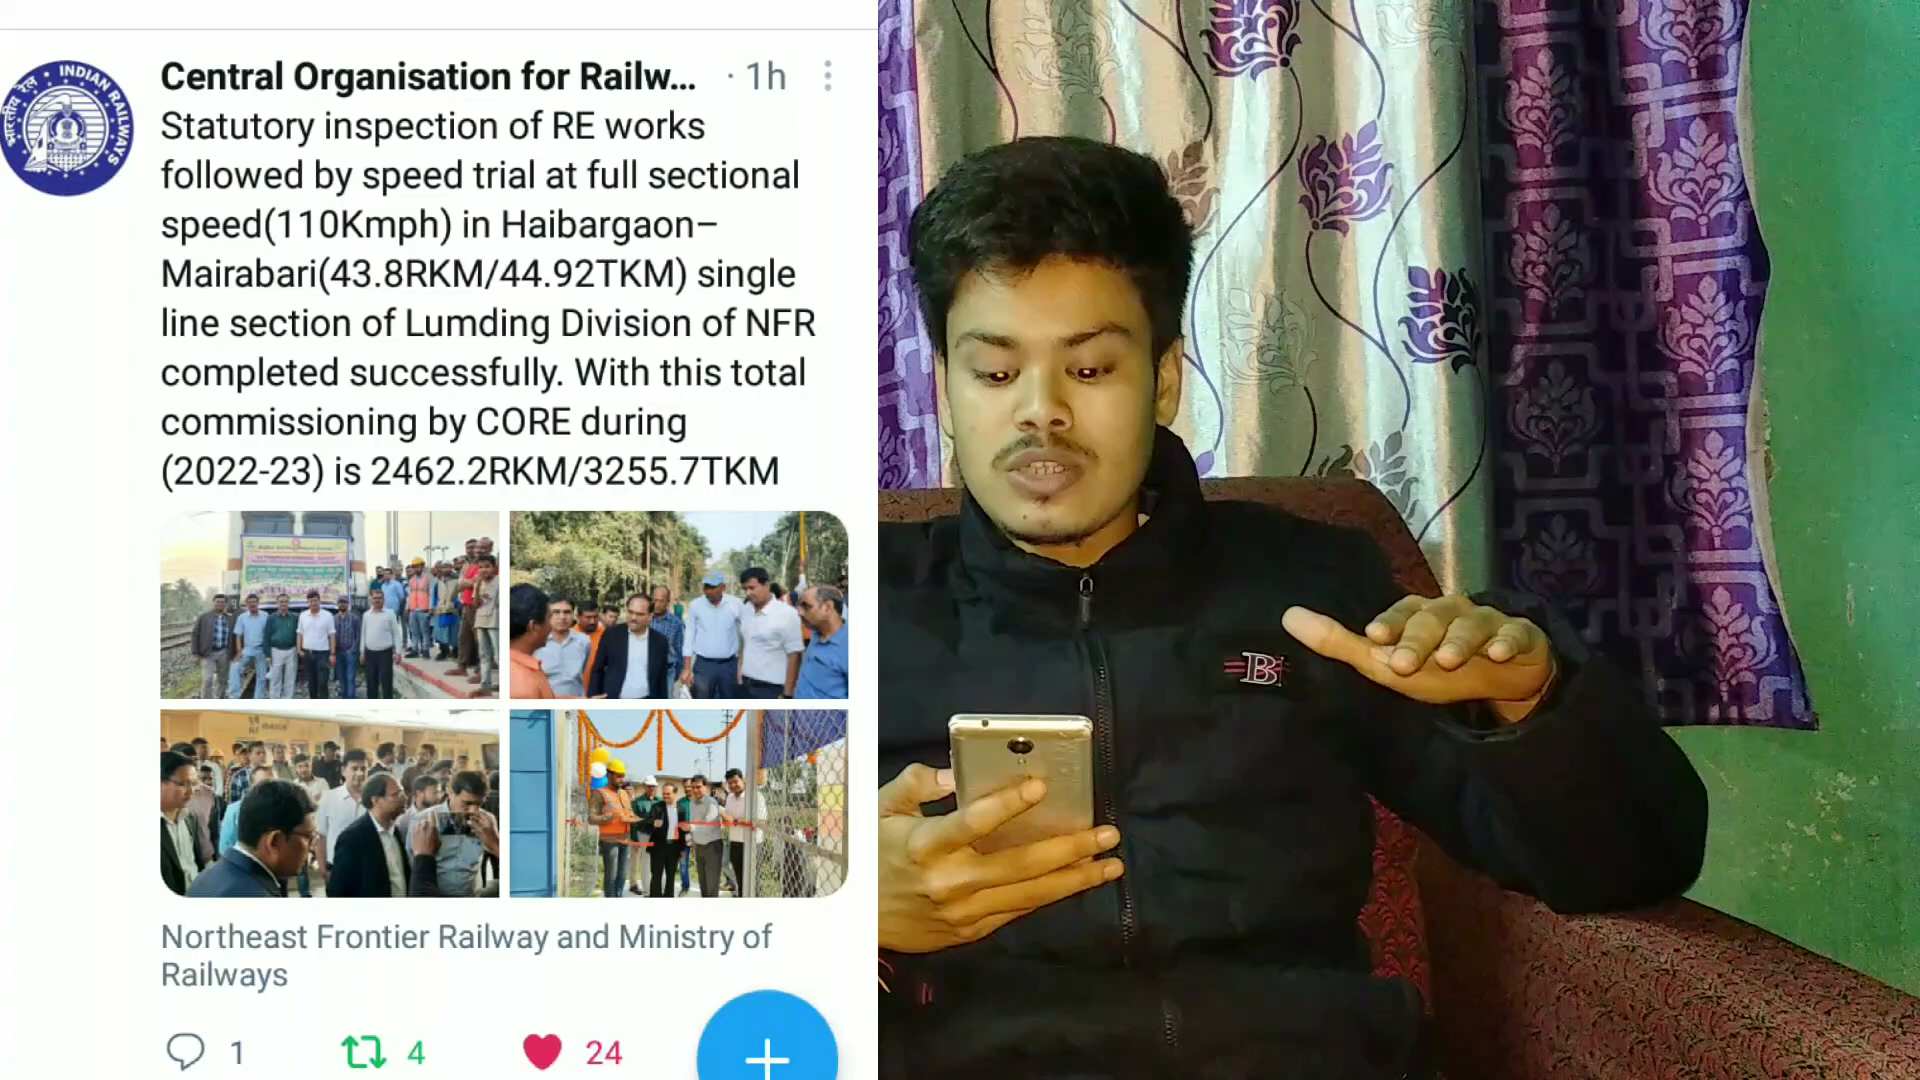 भारतीय रेल
INDIAN RAILWAYS
Central Organisation for Railw... · 1h
Statutory inspection of RE works
followed by speed trial at full sectional
speed(110Kmph) in Haibargaon–
Mairabari(43.8RKM/44.92TKM) single
line section of Lumding Division of NFR
completed successfully. With this total
commissioning by CORE during
(2022-23) is 2462.2RKM/3255.7TKM
Northeast Frontier Railway and Ministry of
Railways
1 4 24
B